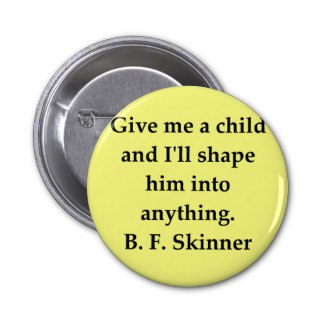 Give me a child
and I'll shape
him into
anything.
B. F. Skinner